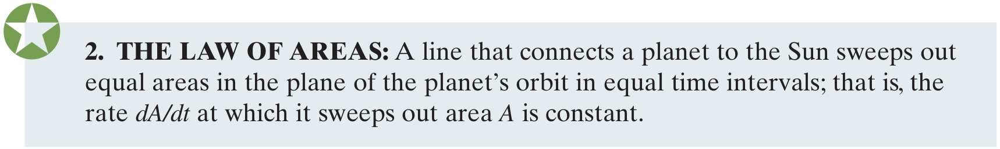 2. THE LAW OF AREAS: A line that connects a planet to the Sun sweeps out
equal areas in the plane of the planet’s orbit in equal time intervals; that is, the
rate dA/dt at which it sweeps out area A is constant.